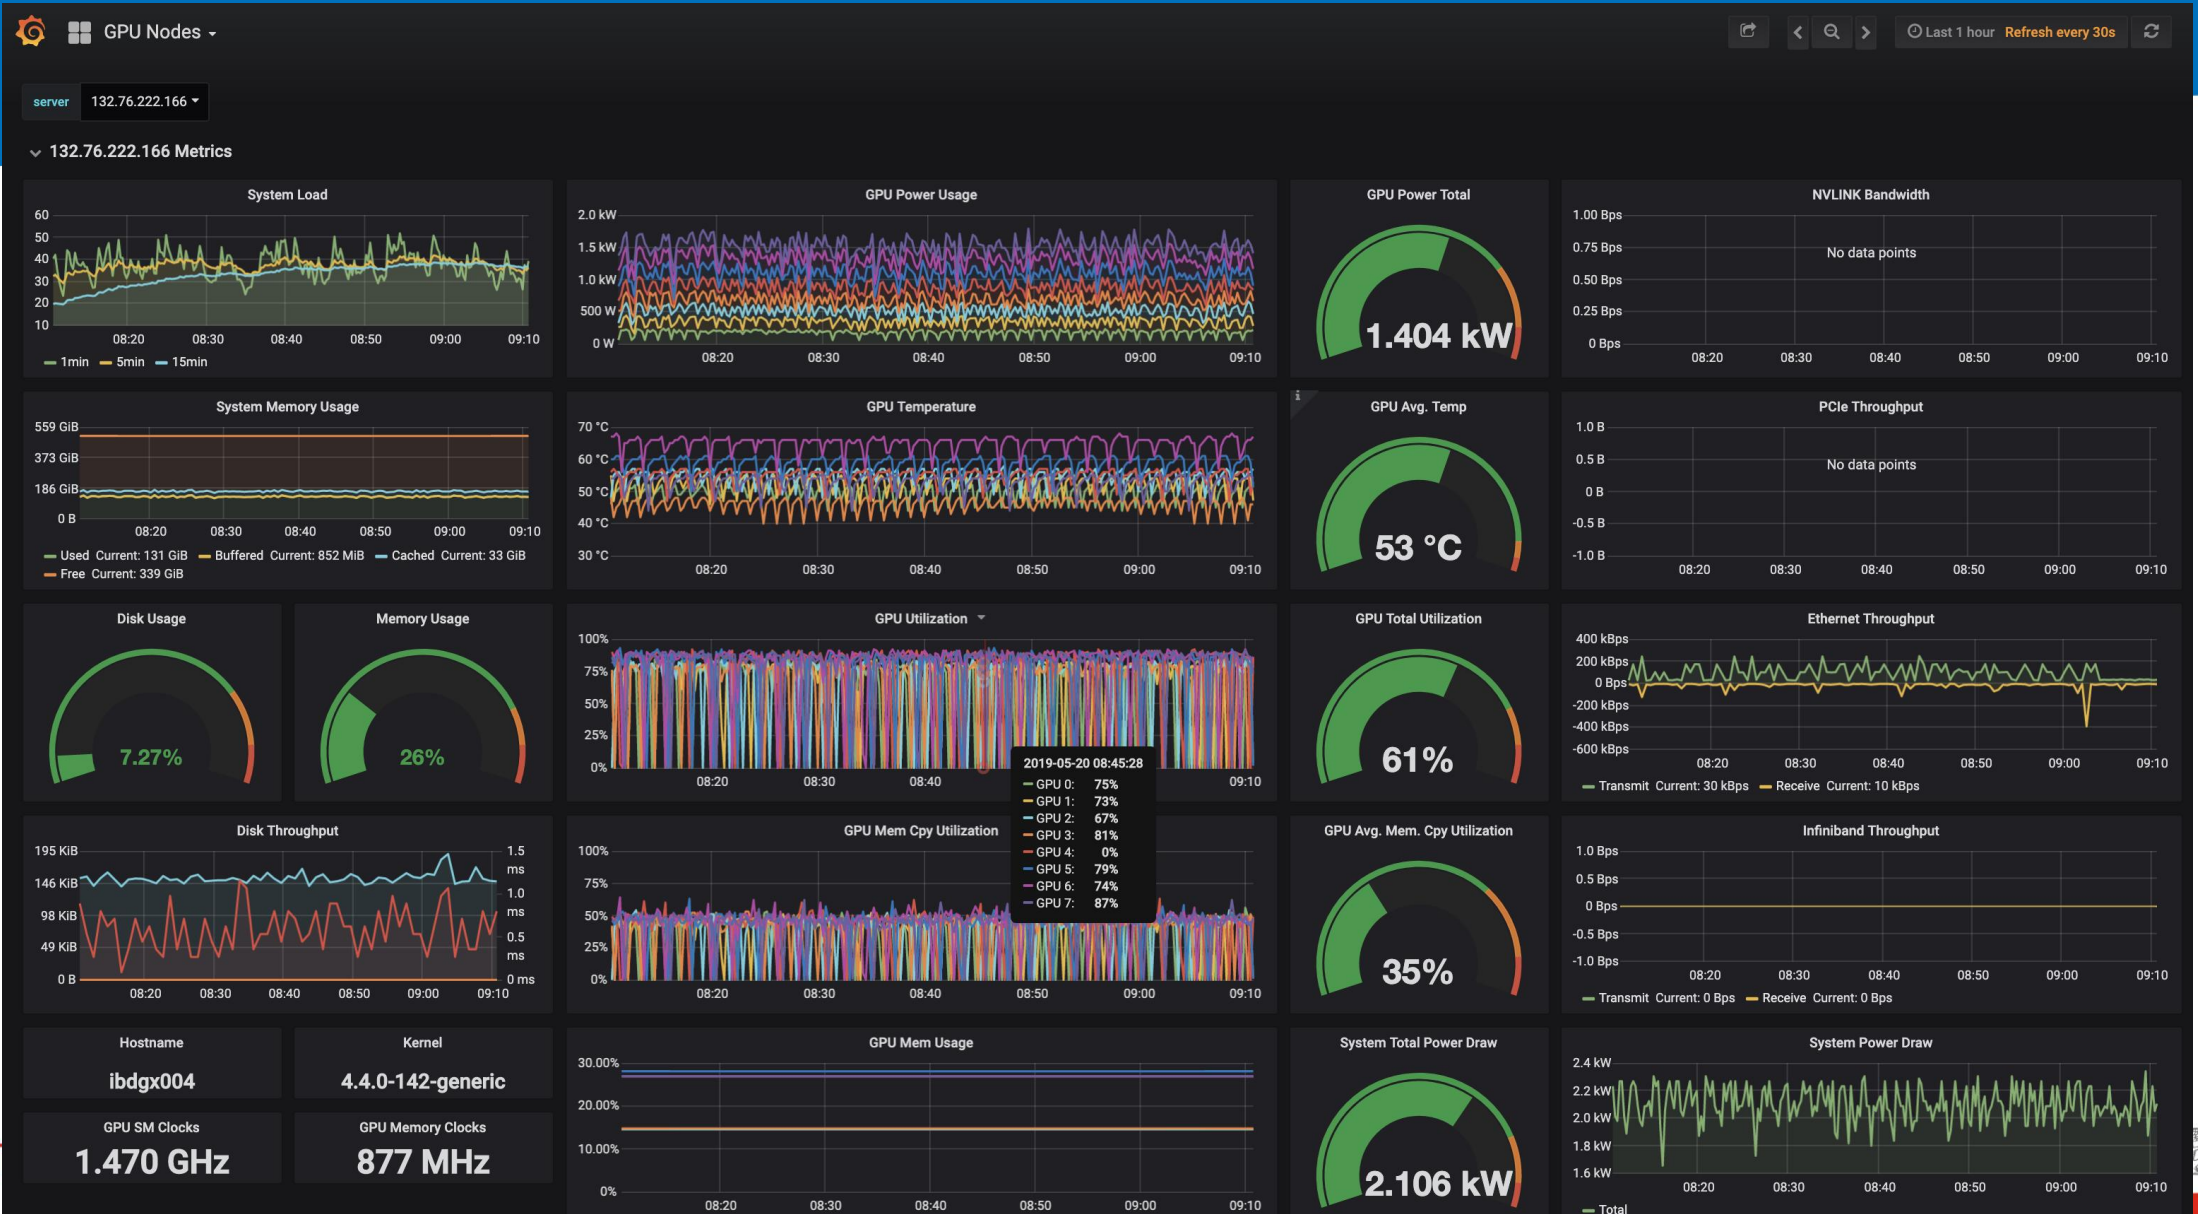 GPU Nodes
Last 1 hour Refresh every 30s
server 132.76.222.166
132.76.222.166 Metrics
System Load
60
50
40
30
20
10
08:20 08:30 08:40 08:50 09:00 09:10
1min 5min 15min
GPU Power Usage
2.0 kW
1.5 kW
1.0 kW
500 W
0 W
08:20 08:30 08:40 08:50 09:00 09:10
GPU Power Total
1.404 kW
NVLINK Bandwidth
1.00 Bps
0.75 Bps
0.50 Bps
0.25 Bps
0 Bps
No data points
08:20 08:30 08:40 08:50 09:00 09:10
System Memory Usage
559 GiB
373 GiB
186 GiB
0 B
08:20 08:30 08:40 08:50 09:00 09:10
Used Current: 131 GiB Buffered Current: 852 MiB Cached Current: 33 GiB
Free Current: 339 GiB
GPU Temperature
70 °C
60 °C
50 °C
40 °C
30 °C
08:20 08:30 08:40 08:50 09:00 09:10
i
GPU Avg. Temp
53 °C
PCIe Throughput
1.0 B
0.5 B
0 B
-0.5 B
-1.0 B
No data points
08:20 08:30 08:40 08:50 09:00 09:10
Disk Usage
7.27%
Memory Usage
26%
GPU Utilization
100%
75%
50%
25%
0%
08:20 08:30 08:40 09:10
2019-05-20 08:45:28
GPU 0: 75%
GPU 1: 73%
GPU 2: 67%
GPU 3: 81%
GPU 4: 0%
GPU 5: 79%
GPU 6: 74%
GPU 7: 87%
GPU Total Utilization
61%
Ethernet Throughput
400 kBps
200 kBps
0 Bps
-200 kBps
-400 kBps
-600 kBps
08:20 08:30 08:40 08:50 09:00 09:10
Transmit Current: 30 kBps Receive Current: 10 kBps
Disk Throughput
195 KiB
146 KiB
98 KiB
49 KiB
0 B
1.5 ms
1.0 ms
0.5 ms
0 ms
08:20 08:30 08:40 08:50 09:00 09:10
GPU Mem Cpy Utilization
100%
75%
50%
25%
0%
08:20 08:30 08:40 08:50 09:00 09:10
GPU Avg. Mem. Cpy Utilization
35%
Infiniband Throughput
1.0 Bps
0.5 Bps
0 Bps
-0.5 Bps
-1.0 Bps
08:20 08:30 08:40 08:50 09:00 09:10
Transmit Current: 0 Bps Receive Current: 0 Bps
Hostname
ibdgx004
Kernel
4.4.0-142-generic
GPU SM Clocks
1.470 GHz
GPU Memory Clocks
877 MHz
GPU Mem Usage
30.00%
20.00%
10.00%
0%
08:20 08:30 08:40 08:50 09:00 09:10
System Total Power Draw
2.106 kW
System Power Draw
2.4 kW
2.2 kW
2.0 kW
1.8 kW
1.6 kW
08:20 08:30 08:40 08:50 09:00 09:10
Total